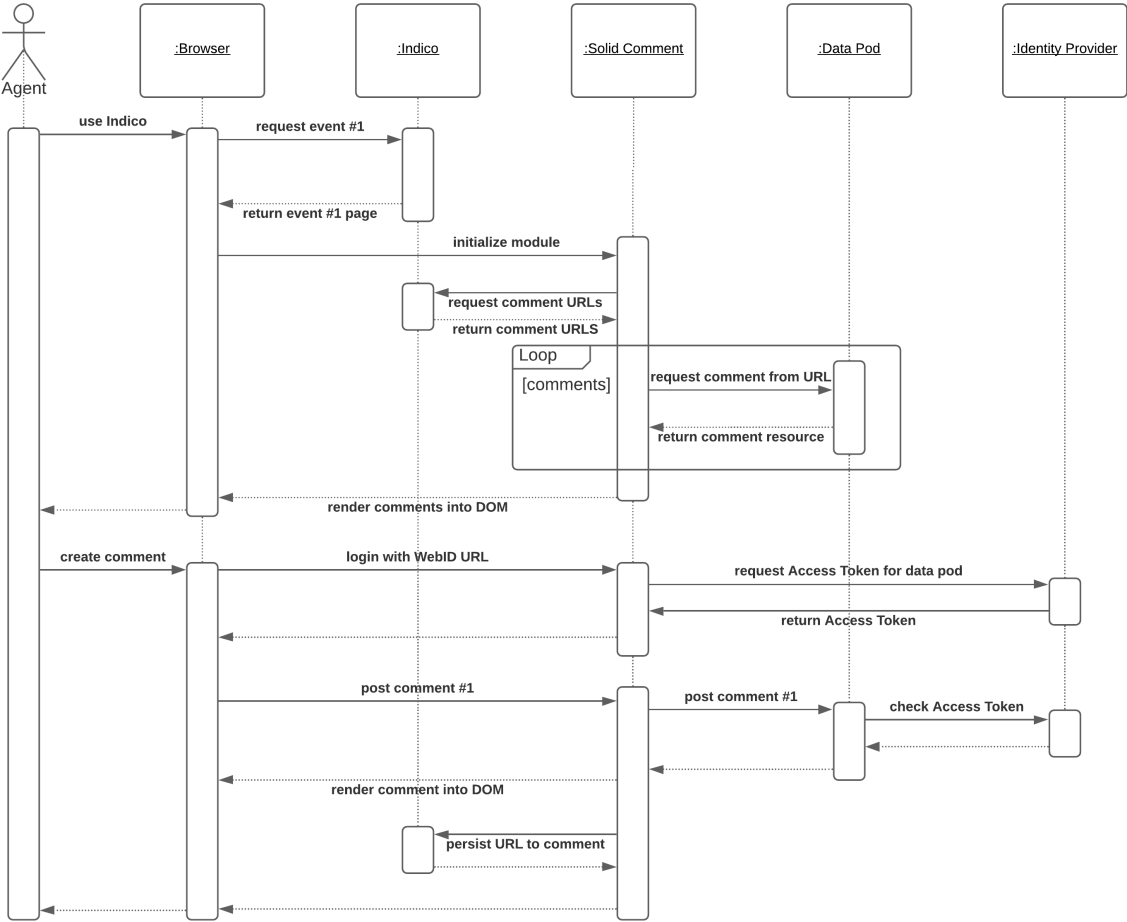 :Browser
:Indico
:Solid Comment
:Data Pod
:Identity Provider
Agent
use Indico
request event #1
return event #1 page
initialize module
request comment URLs
return comment URLS
Loop
[comments]
request comment from URL
return comment resource
render comments into DOM
create comment
login with WebID URL
request Access Token for data pod
return Access Token
post comment #1
post comment #1
check Access Token
render comment into DOM
persist URL to comment